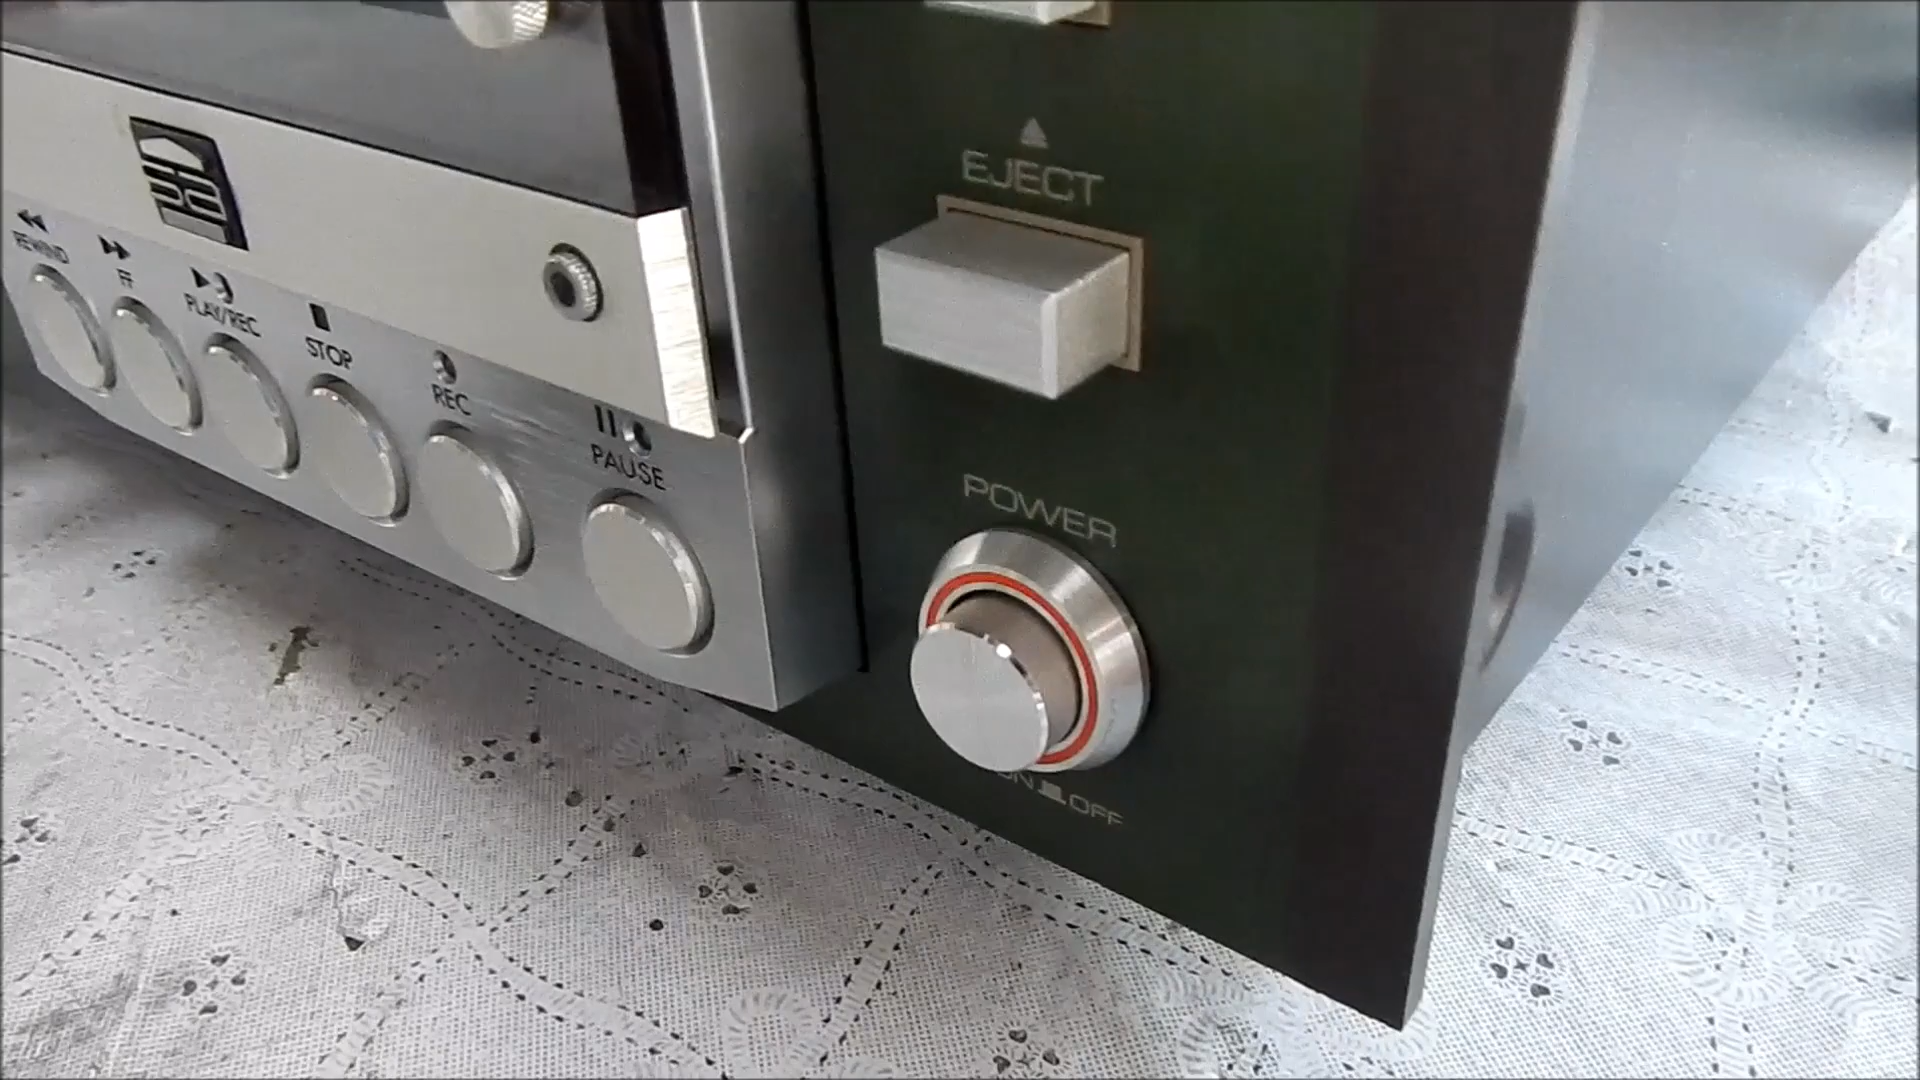 REWIND
FF
PLAY/REC
STOP
REC
PAUSE
EJECT
POWER
ON OFF